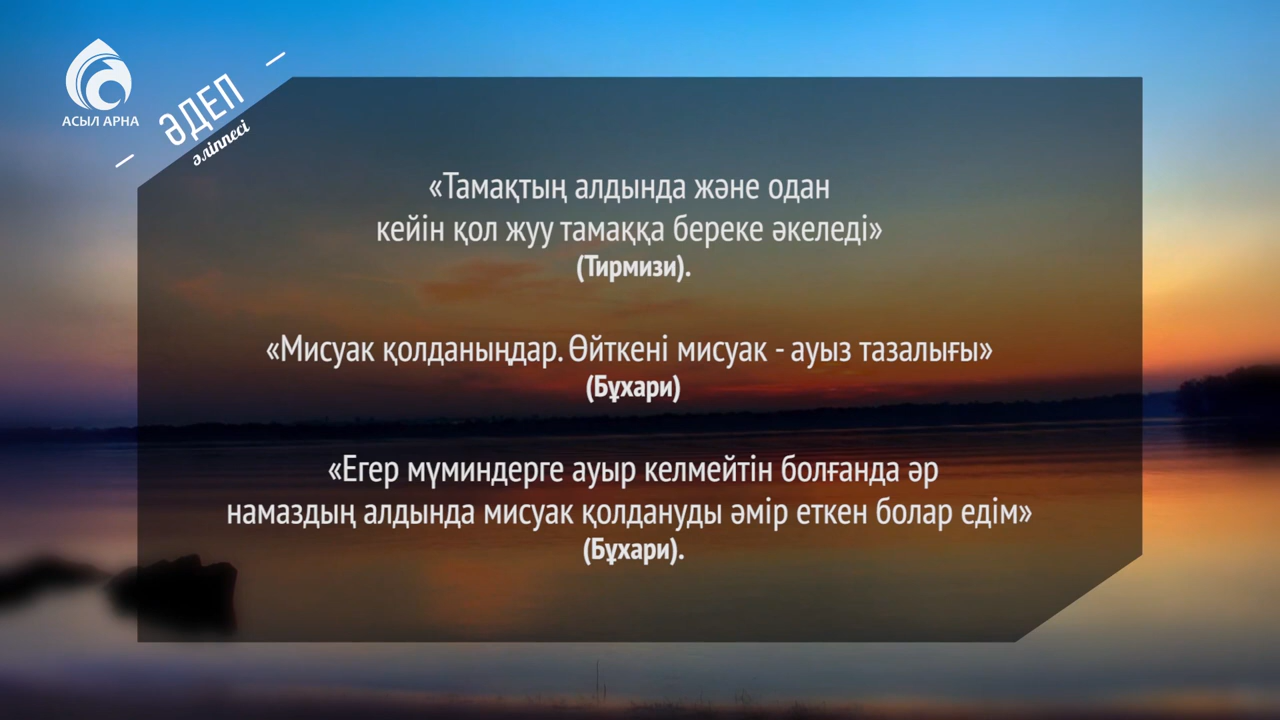 АСЫЛ АРНА
ӘДЕП
әліппесі
«Тамақтың алдында және одан
кейін қол жуу тамаққа береке әкеледі»
(Тирмизи).
«Мисуак қолданыңдар. Өйткені мисуак - ауыз тазалығы»
(Бұхари)
«Егер мүминдерге ауыр келмейтін болғанда әр
намаздың алдында мисуак қолдануды әмір еткен болар едім»
(Бұхари).